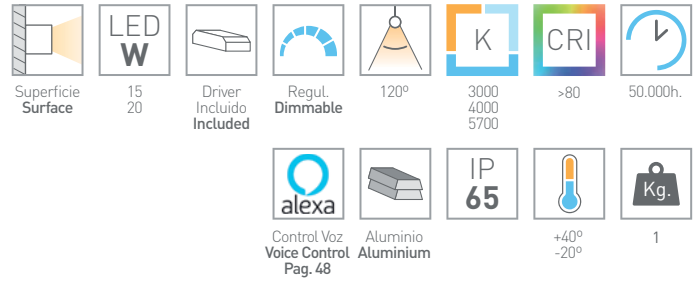 LED
W
K
CRI
Superficie
Surface
15
20
Driver
Incluido
Included
Regul.
Dimmable
120º
3000
4000
5700
>80
50.000h.
alexa
IP
65
Kg.
Control Voz
Voice Control
Pag. 48
Aluminio
Aluminium
+40º
-20º
1